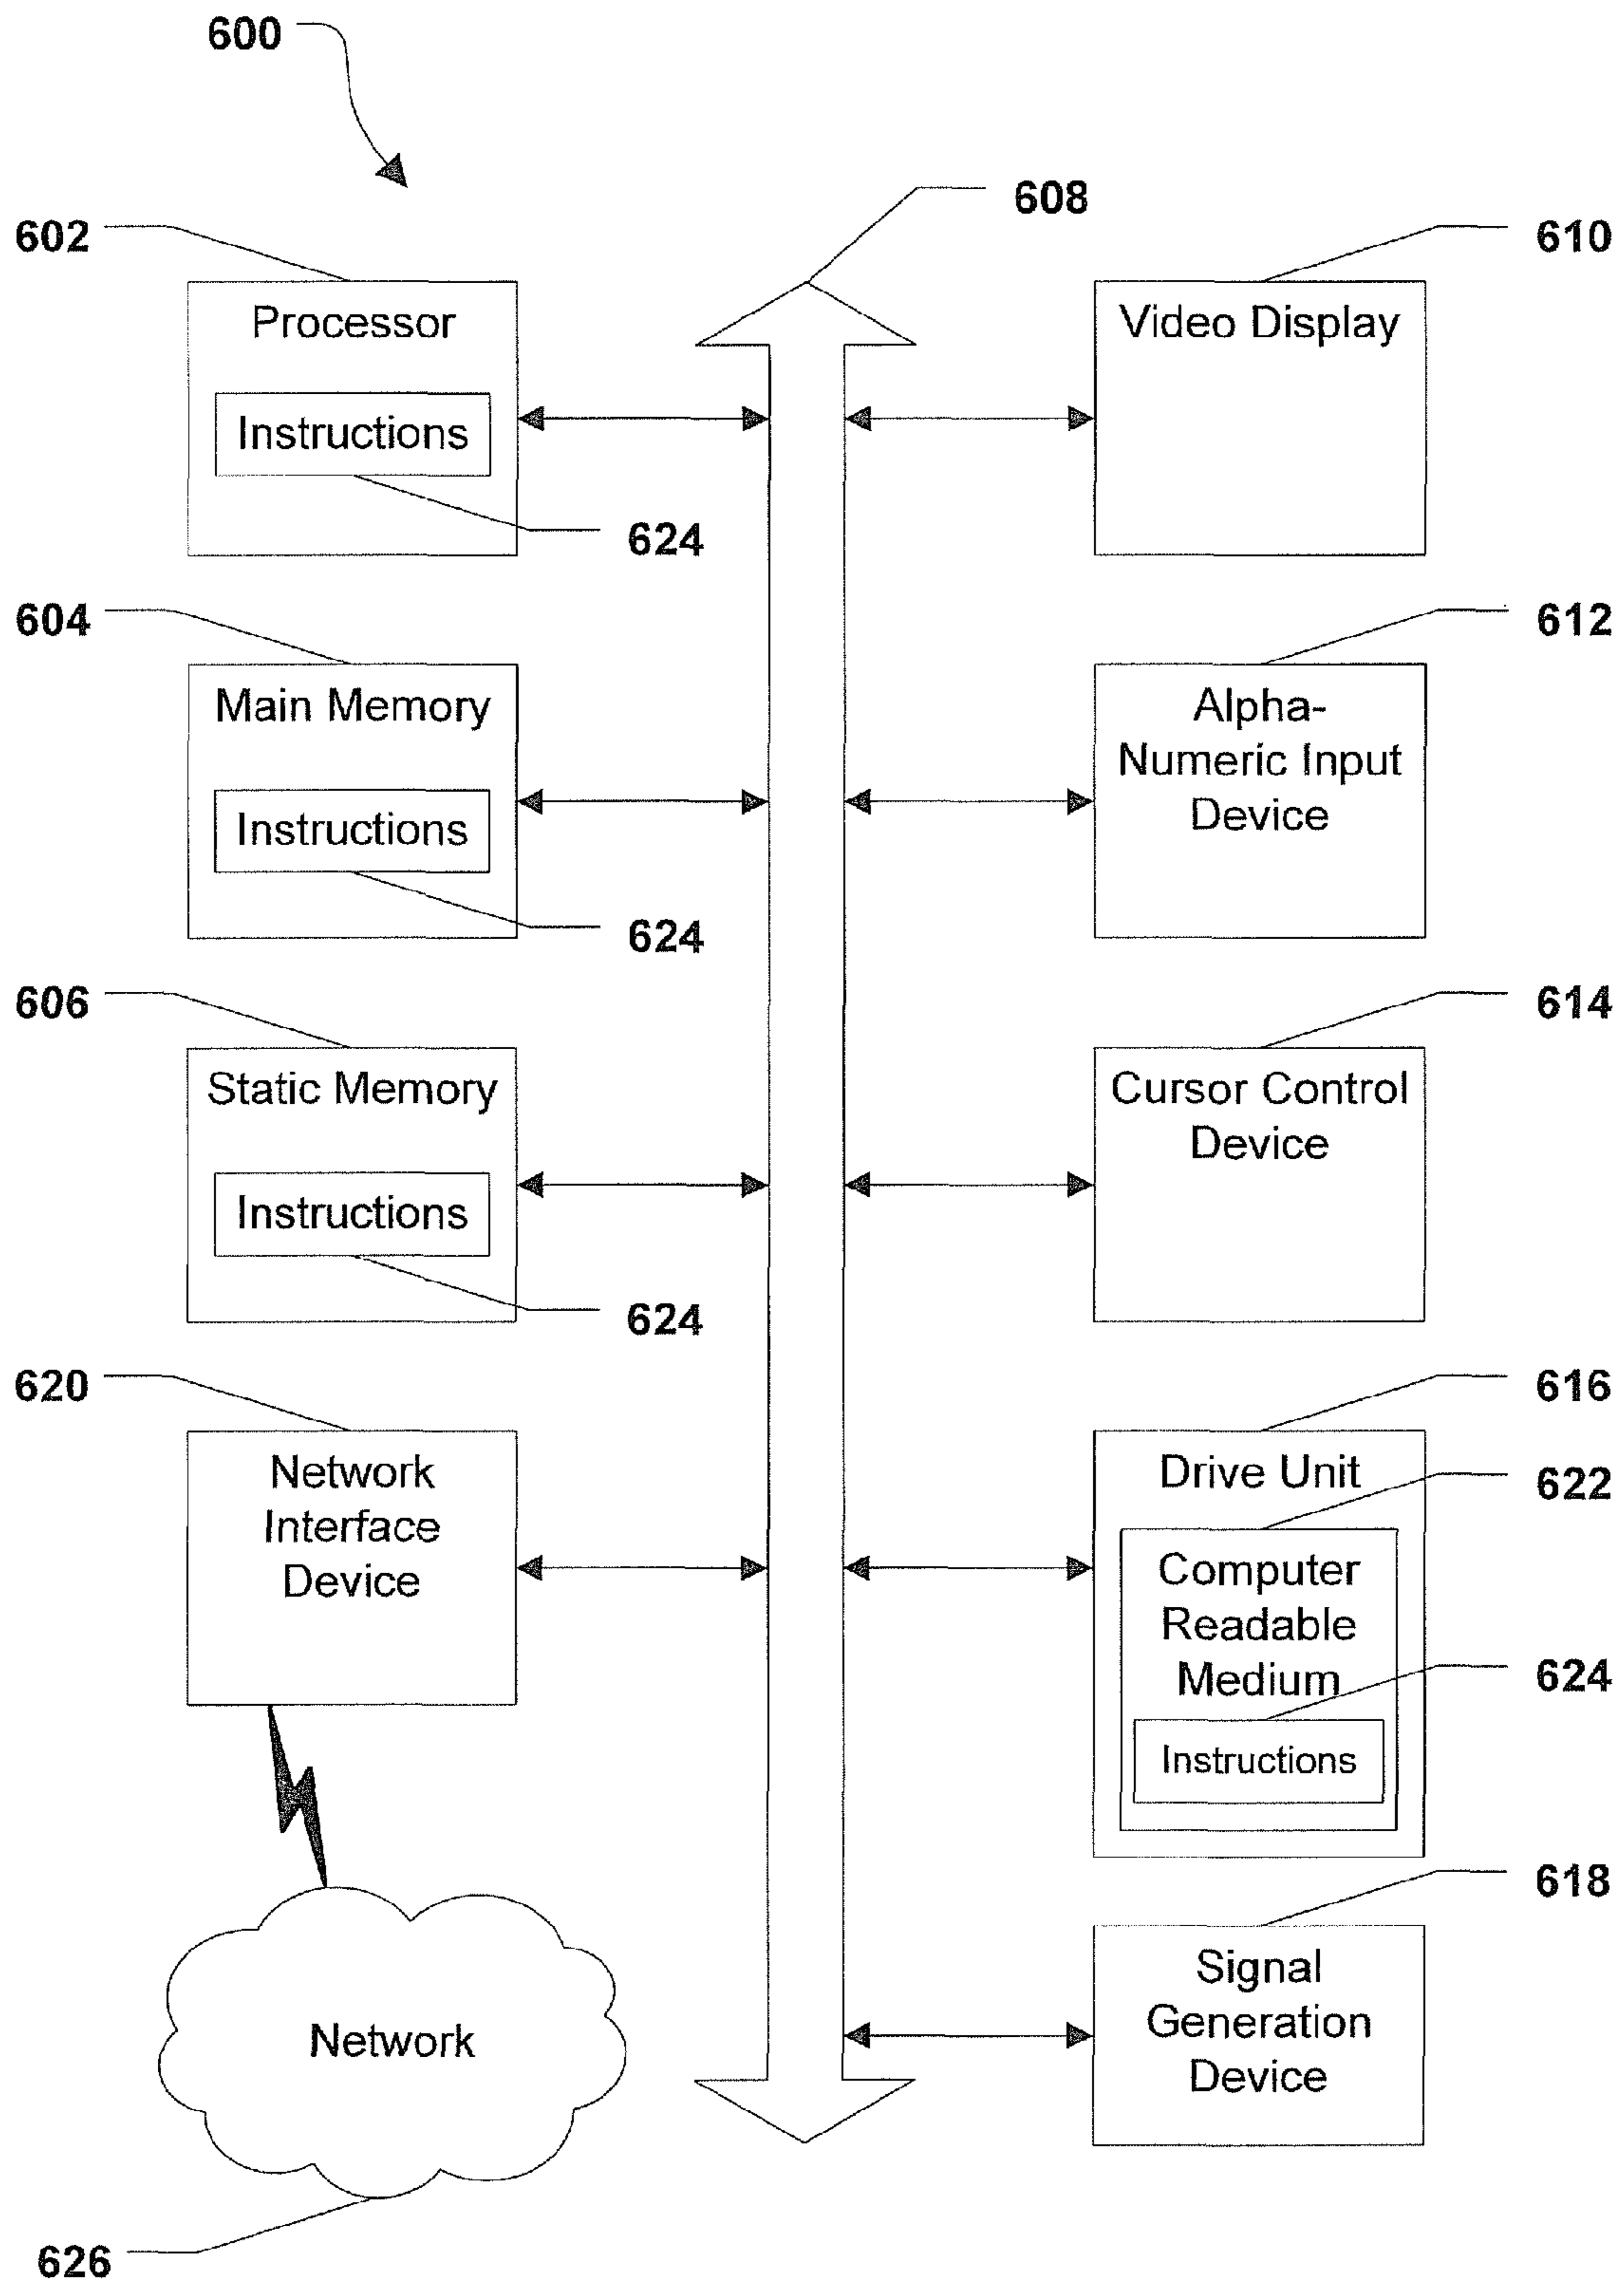 600
608
602
610
Processor
Video Display
Instructions
624
604
612
Main Memory
Alpha-
Numeric Input
Device
Instructions
624
606
614
Static Memory
Cursor Control
Device
Instructions
624
620
616
Network
Interface
Device
Drive Unit
622
Computer
Readable
Medium
624
Instructions
618
Signal
Generation
Device
Network
626